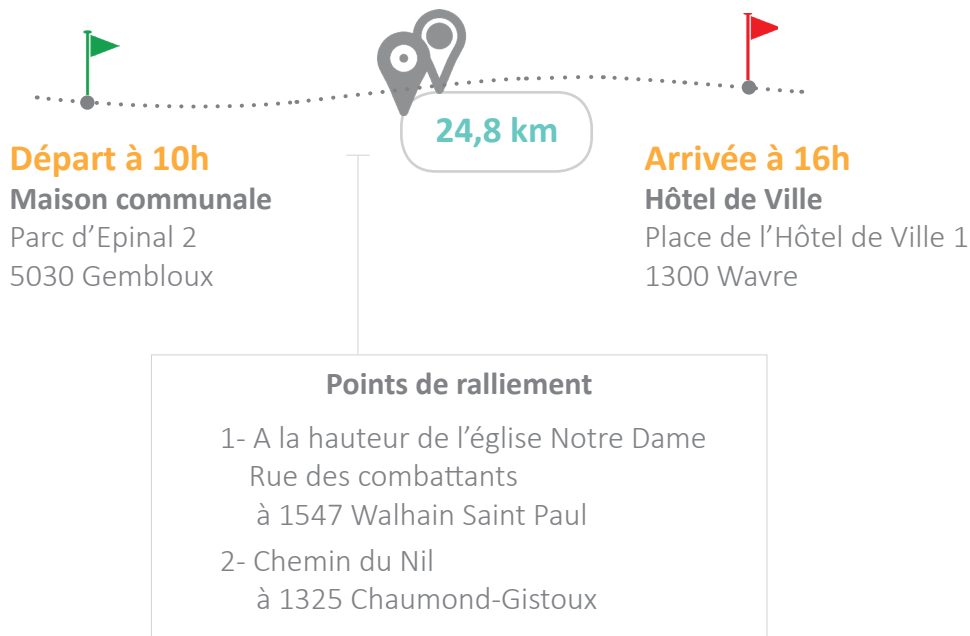 24,8 km
Départ à 10h
Maison communale
Parc d’Epinal 2
5030 Gembloux
Arrivée à 16h
Hôtel de Ville
Place de l’Hôtel de Ville 1
1300 Wavre
Points de ralliement
1- A la hauteur de l’église Notre Dame
Rue des combattants
à 1547 Walhain Saint Paul
2- Chemin du Nil
à 1325 Chaumond-Gistoux